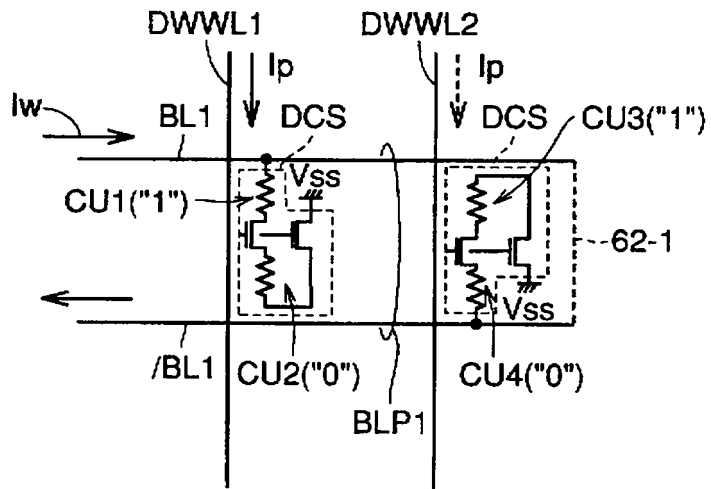 DWWL1
DWWL2
Ip
Ip
Iw
BL1
DCS
DCS
CU3("1")
Vss
CU1("1")
62-1
Vss
/BL1
CU2("0")
CU4("0")
BLP1